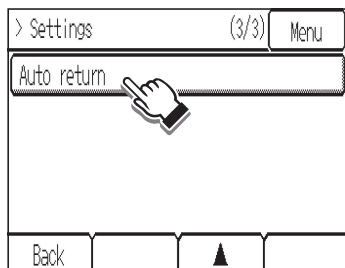 > Settings (3/3) Menu
Auto return
Back ▲